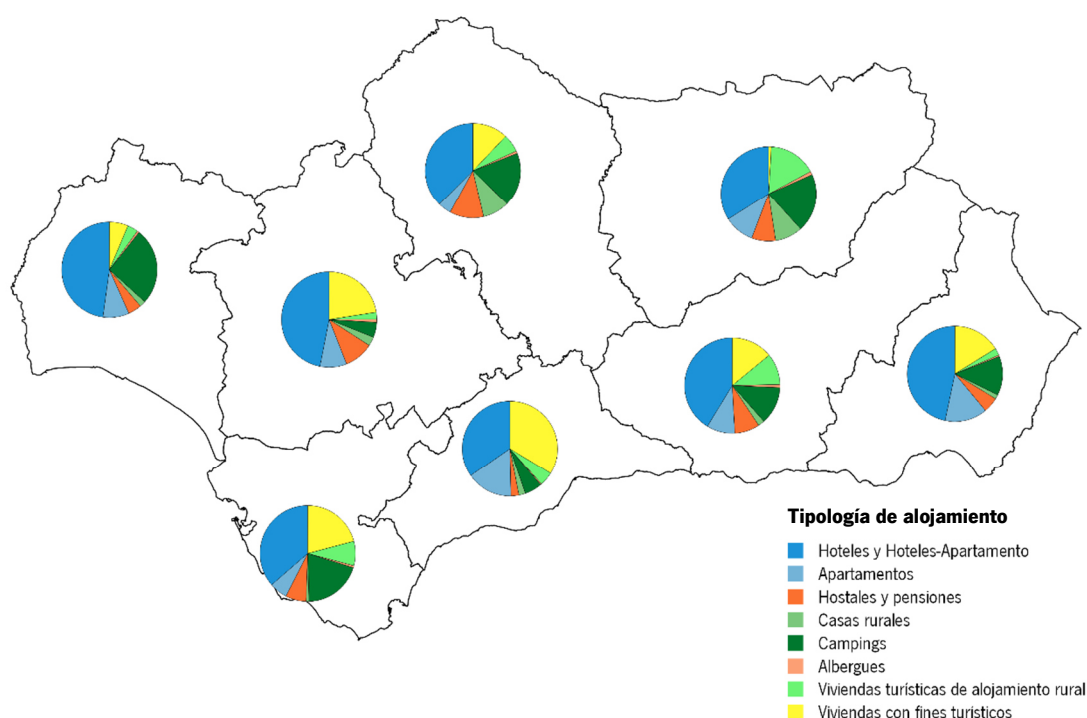 Tipología de alojamiento
Hoteles y Hoteles-Apartamento
Apartamentos
Hostales y pensiones
Casas rurales
Campings
Albergues
Viviendas turísticas de alojamiento rural
Viviendas con fines turísticos